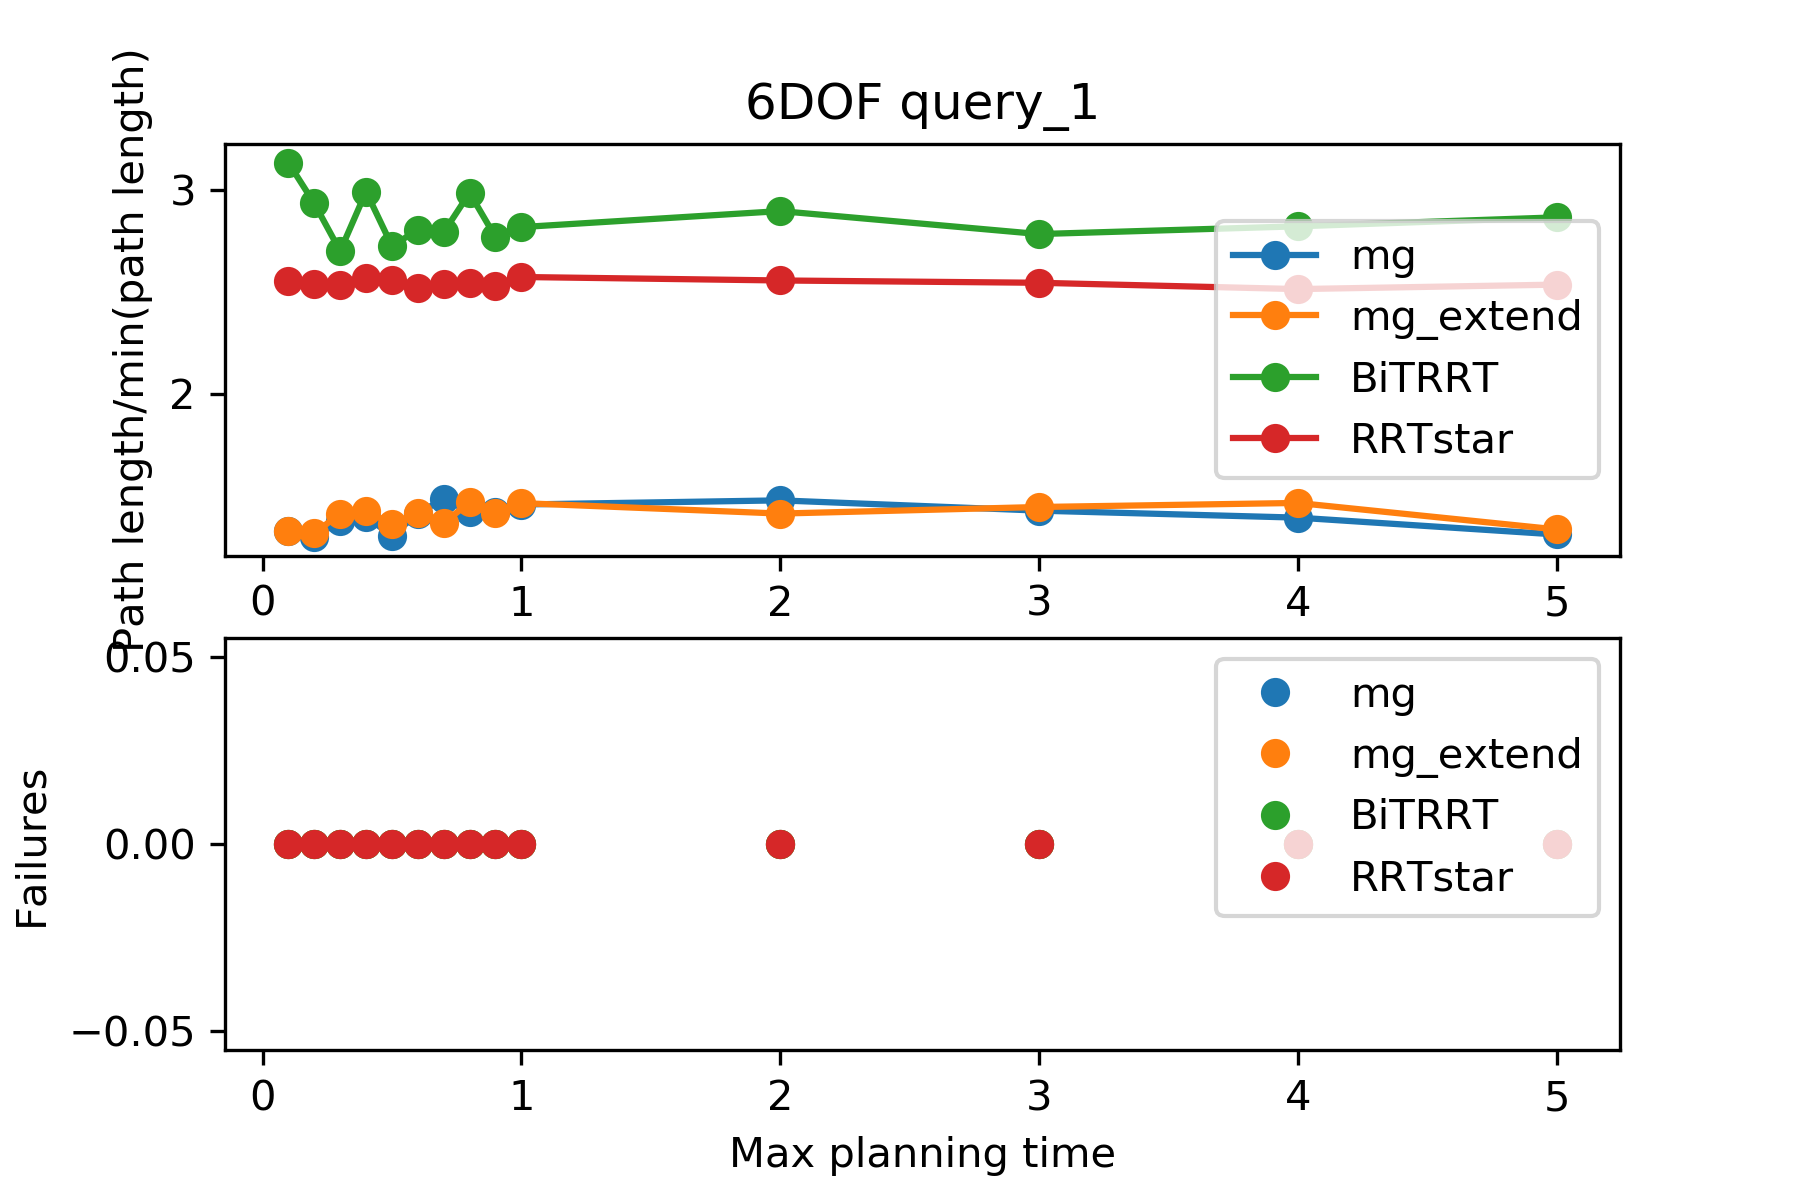 6DOF query_1
Path length/min(path length)
3
2
mg
mg_extend
BiTRRT
RRTstar
0 1 2 3 4 5
Failures
0.05
0.00
−0.05
mg
mg_extend
BiTRRT
RRTstar
0 1 2 3 4 5
Max planning time